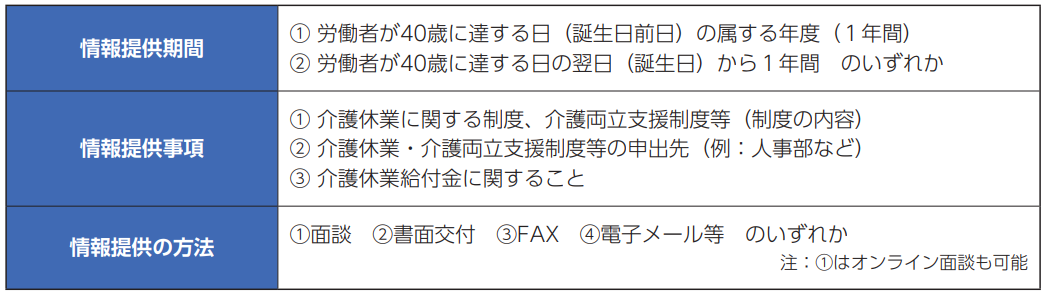 情報提供期間
① 労働者が40歳に達する日（誕生日前日）の属する年度（１年間）
② 労働者が40歳に達する日の翌日（誕生日）から１年間　のいずれか
情報提供事項
① 介護休業に関する制度、介護両立支援制度等（制度の内容）
② 介護休業・介護両立支援制度等の申出先（例：人事部など）
③ 介護休業給付金に関すること
情報提供の方法
①面談　②書面交付　③FAX　④電子メール等　のいずれか
注：①はオンライン面談も可能